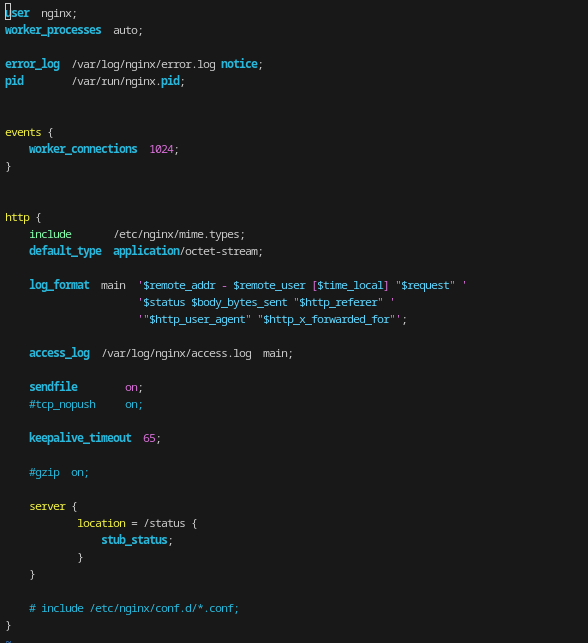 user  nginx;
worker_processes  auto;

error_log  /var/log/nginx/error.log notice;
pid        /var/run/nginx.pid;


events {
    worker_connections  1024;
}


http {
    include       /etc/nginx/mime.types;
    default_type  application/octet-stream;

    log_format  main  '$remote_addr - $remote_user [$time_local] "$request" '
                      '$status $body_bytes_sent "$http_referer" '
                      '"$http_user_agent" "$http_x_forwarded_for"';

    access_log  /var/log/nginx/access.log  main;

    sendfile        on;
    #tcp_nopush     on;

    keepalive_timeout  65;

    #gzip  on;

    server {
            location = /status {
                stub_status;
            }
    }

    # include /etc/nginx/conf.d/*.conf;
}
~